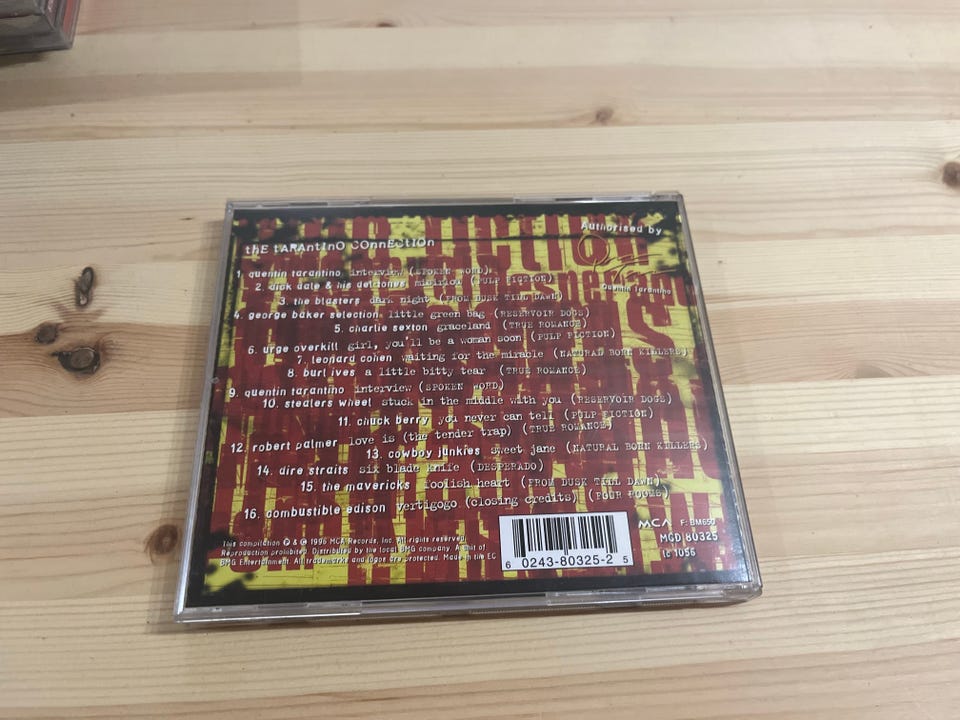 thE tARAntInO COnnECtIOn
Authorised by
Quentin Tarantino
1. quentin tarantino interview (SPOKEN WORD)
2. dick dale & his deltones misirlou (PULP FICTION)
3. the blasters dark night (FROM DUSK TILL DAWN)
4. george baker selection little green bag (RESERVOIR DOGS)
5. charlie sexton graceland (TRUE ROMANCE)
6. urge overkill girl, you'll be a woman soon (PULP FICTION)
7. leonard cohen waiting for the miracle (NATURAL BORN KILLERS)
8. burl ives a little bitty tear (TRUE ROMANCE)
9. quentin tarantino interview (SPOKEN WORD)
10. stealers wheel stuck in the middle with you (RESERVOIR DOGS)
11. chuck berry you never can tell (PULP FICTION)
12. robert palmer love is (the tender trap) (TRUE ROMANCE)
13. cowboy junkies sweet jane (NATURAL BORN KILLERS)
14. dire straits six blade knife (DESPERADO)
15. the mavericks foolish heart (FROM DUSK TILL DAWN)
16. combustible edison vertigogo (closing credits) (FOUR ROOMS)
This compilation ℗ & © 1996 MCA Records, Inc. All rights reserved.
Reproduction prohibited. Distributed by the local BMG company. A unit of
BMG Entertainment. All trademarks and logos are protected. Made in the EC
MCA F: BM650
MCD 80325
lc 1056
6 0243-80325-2 5